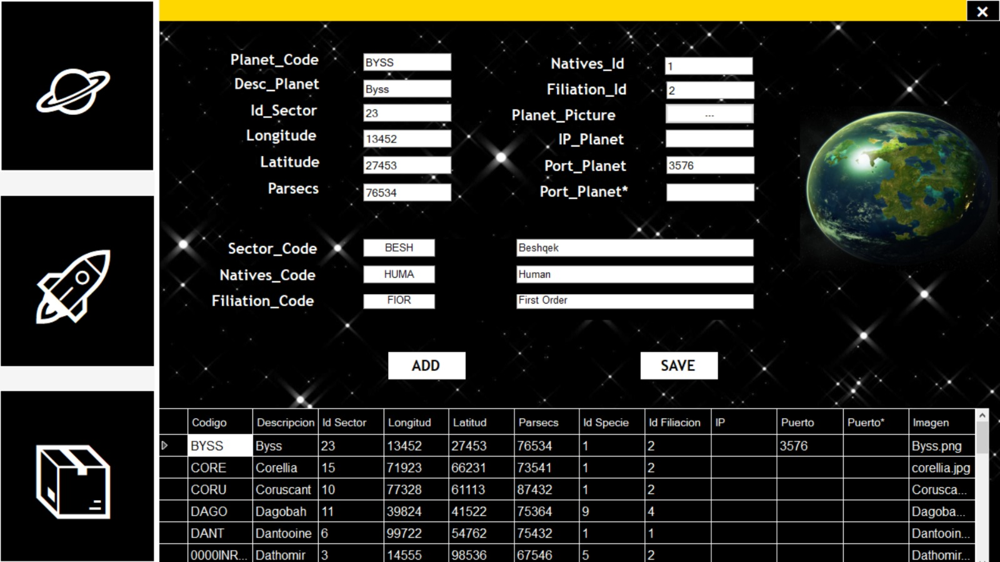 ×
Planet_Code BYSS Natives_Id 1
Desc_Planet Byss Filiation_Id 2
Id_Sector 23 Planet_Picture ...
Longitude 13452 IP_Planet
Latitude 27453 Port_Planet 3576
Parsecs 76534 Port_Planet*
Sector_Code BESH Beshqek
Natives_Code HUMA Human
Filiation_Code FIOR First Order
ADD SAVE
Codigo Descripcion Id Sector Longitud Latitud Parsecs Id Specie Id Filiacion IP Puerto Puerto* Imagen
BYSS Byss 23 13452 27453 76534 1 2 3576 Byss.png
CORE Corellia 15 71923 66231 73541 1 2 corellia.jpg
CORU Coruscant 10 77328 61113 87432 1 2 Corusca...
DAGO Dagobah 11 39824 41522 75364 9 4 Dagoba...
DANT Dantooine 6 99722 54762 75432 1 1 Dantooin...
0000INR... Dathomir 3 14555 98536 67546 5 2 Dathomir...